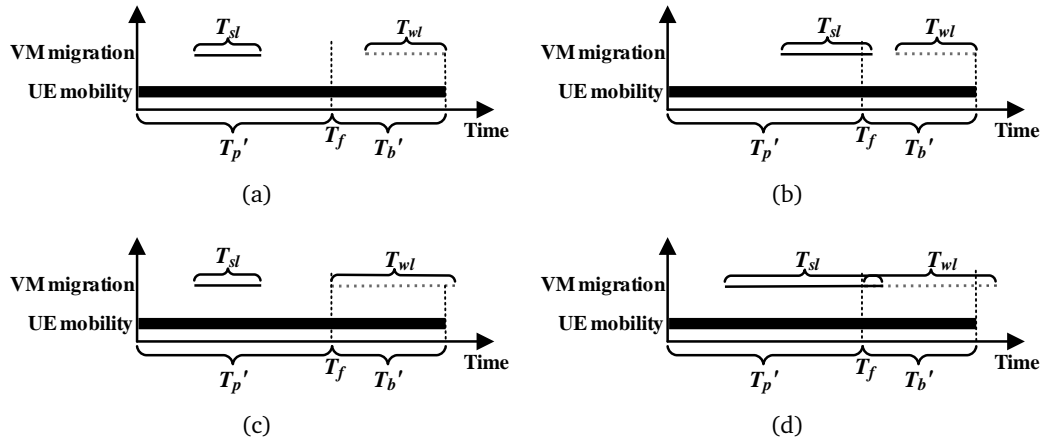 T_sl T_wl
VM migration
UE mobility
Time
T_p' T_f T_b'
(a)
T_sl T_wl
VM migration
UE mobility
Time
T_p' T_f T_b'
(b)
T_sl T_wl
VM migration
UE mobility
Time
T_p' T_f T_b'
(c)
T_sl T_wl
VM migration
UE mobility
Time
T_p' T_f T_b'
(d)